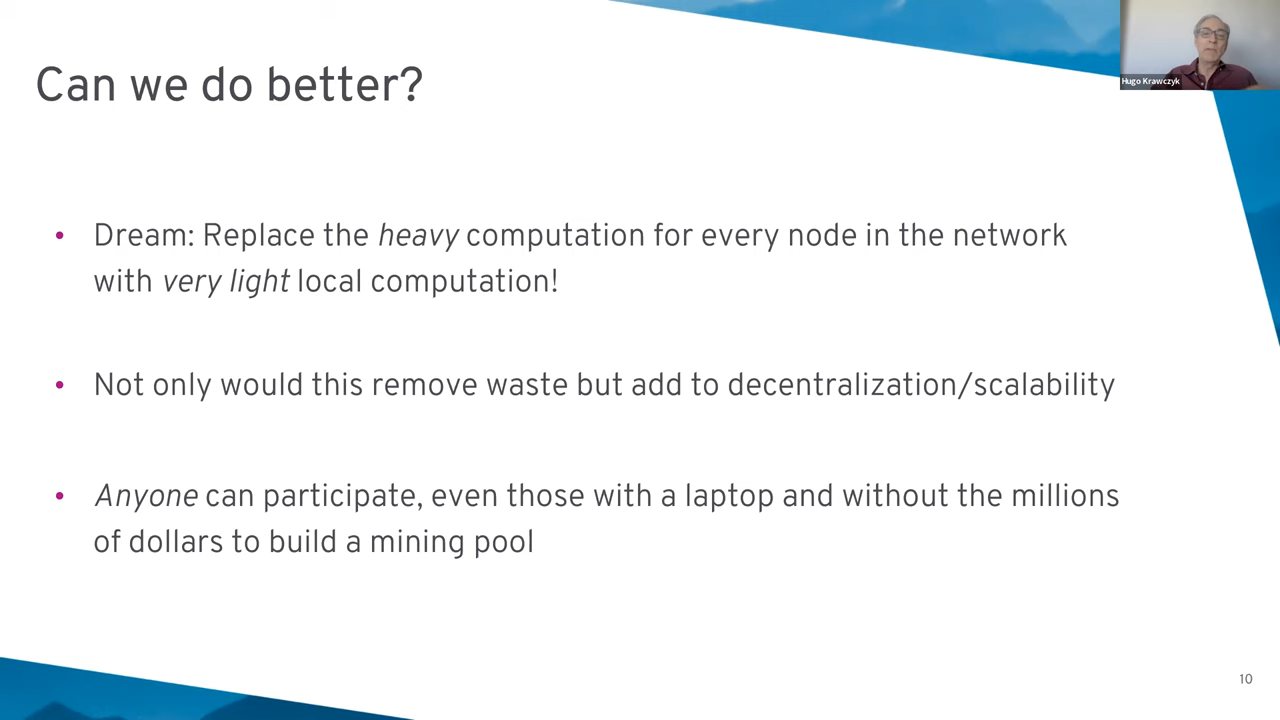 Can we do better?
Hugo Krawczyk
• Dream: Replace the heavy computation for every node in the network
with very light local computation!
• Not only would this remove waste but add to decentralization/scalability
• Anyone can participate, even those with a laptop and without the millions
of dollars to build a mining pool
10